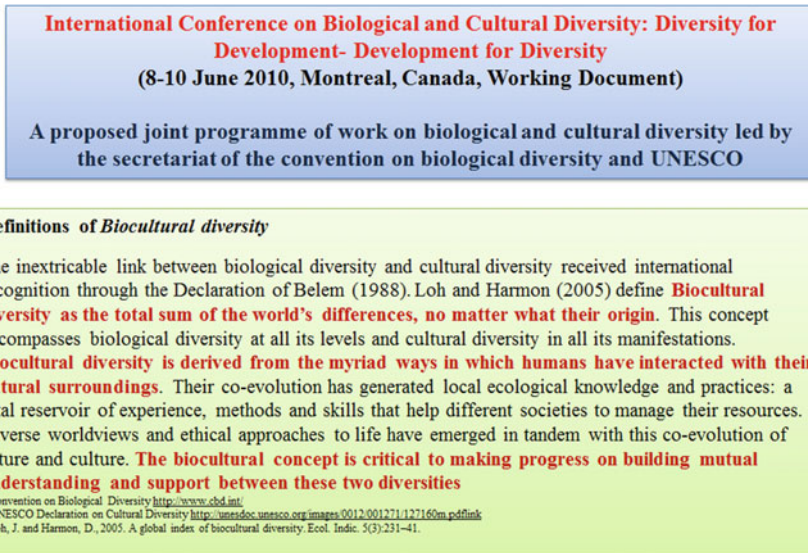 International Conference on Biological and Cultural Diversity: Diversity for
Development- Development for Diversity
(8-10 June 2010, Montreal, Canada, Working Document)
A proposed joint programme of work on biological and cultural diversity led by
the secretariat of the convention on biological diversity and UNESCO
efinitions of Biocultural diversity
e inextricable link between biological diversity and cultural diversity received international
cognition through the Declaration of Belem (1988). Loh and Harmon (2005) define Biocultural
versity as the total sum of the world's differences, no matter what their origin. This concept
compasses biological diversity at all its levels and cultural diversity in all its manifestations.
ocultural diversity is derived from the myriad ways in which humans have interacted with their
tural surroundings. Their co-evolution has generated local ecological knowledge and practices: a
tal reservoir of experience, methods and skills that help different societies to manage their resources.
verse worldviews and ethical approaches to life have emerged in tandem with this co-evolution of
ture and culture. The biocultural concept is critical to making progress on building mutual
derstanding and support between these two diversities
nvention on Biological Diversity http://www.cbd.int/
NESCO Declaration on Cultural Diversity http://unesdoc.unesco.org/images/0012/001271/127160m.pdflink
h, J. and Harmon, D., 2005. A global index of biocultural diversity. Ecol. Indic. 5(3):231–41.